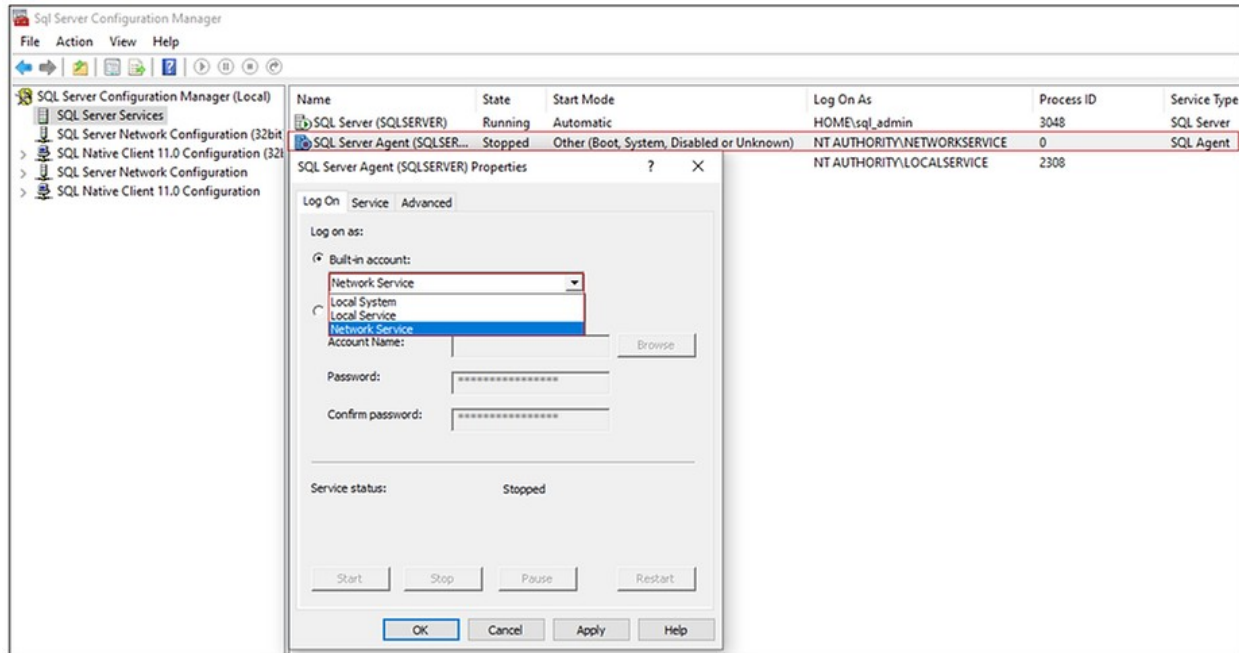 Sql Server Configuration Manager
File Action View Help
SQL Server Configuration Manager (Local)
SQL Server Services
SQL Server Network Configuration (32bit
SQL Native Client 11.0 Configuration (32b
SQL Server Network Configuration
SQL Native Client 11.0 Configuration
Name State Start Mode Log On As Process ID Service Type
SQL Server (SQLSERVER) Running Automatic HOME\sql_admin 3048 SQL Server
SQL Server Agent (SQLSER... Stopped Other (Boot, System, Disabled or Unknown) NT AUTHORITY\NETWORKSERVICE 0 SQL Agent
NT AUTHORITY\LOCALSERVICE 2308
SQL Server Agent (SQLSERVER) Properties ? X
Log On Service Advanced
Log on as:
Built-in account:
Network Service
Local System
Local Service
Network Service
Account Name: Browse
Password: ****************
Confirm password: ****************
Service status: Stopped
Start Stop Pause Restart
OK Cancel Apply Help